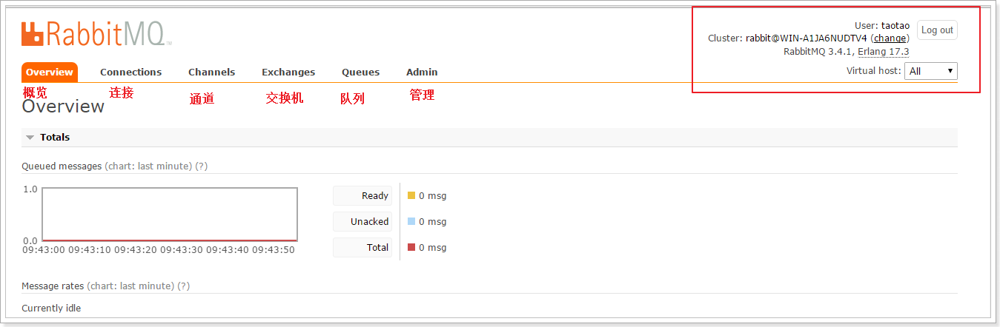 RabbitMQ™
User: taotao
Log out
Cluster: rabbit@WIN-A1JA6NUDTV4 (change)
RabbitMQ 3.4.1, Erlang 17.3
Virtual host: All
Overview Connections Channels Exchanges Queues Admin
概览 连接 通道 交换机 队列 管理
Overview
Totals
Queued messages (chart: last minute) (?)
1.0
0.0
09:43:00 09:43:10 09:43:20 09:43:30 09:43:40 09:43:50
Ready 0 msg
Unacked 0 msg
Total 0 msg
Message rates (chart: last minute) (?)
Currently idle